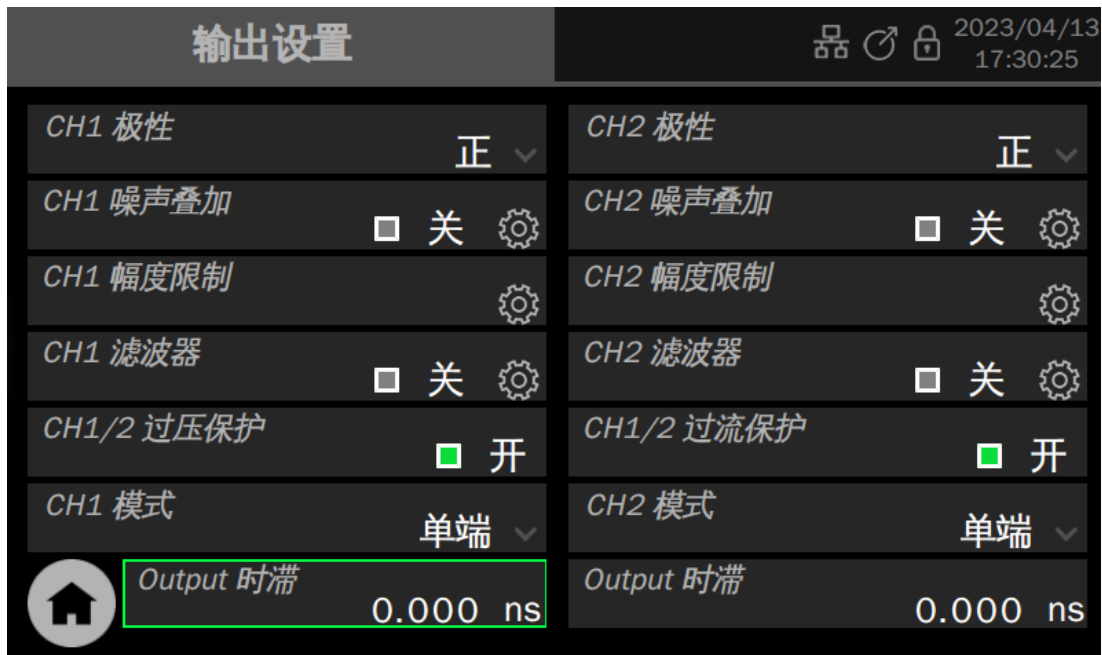 输出设置
2023/04/13
17:30:25
CH1 极性
正
CH2 极性
正
CH1 噪声叠加
关
CH2 噪声叠加
关
CH1 幅度限制
CH2 幅度限制
CH1 滤波器
关
CH2 滤波器
关
CH1/2 过压保护
开
CH1/2 过流保护
开
CH1 模式
单端
CH2 模式
单端
Output 时滞
0.000 ns
Output 时滞
0.000 ns